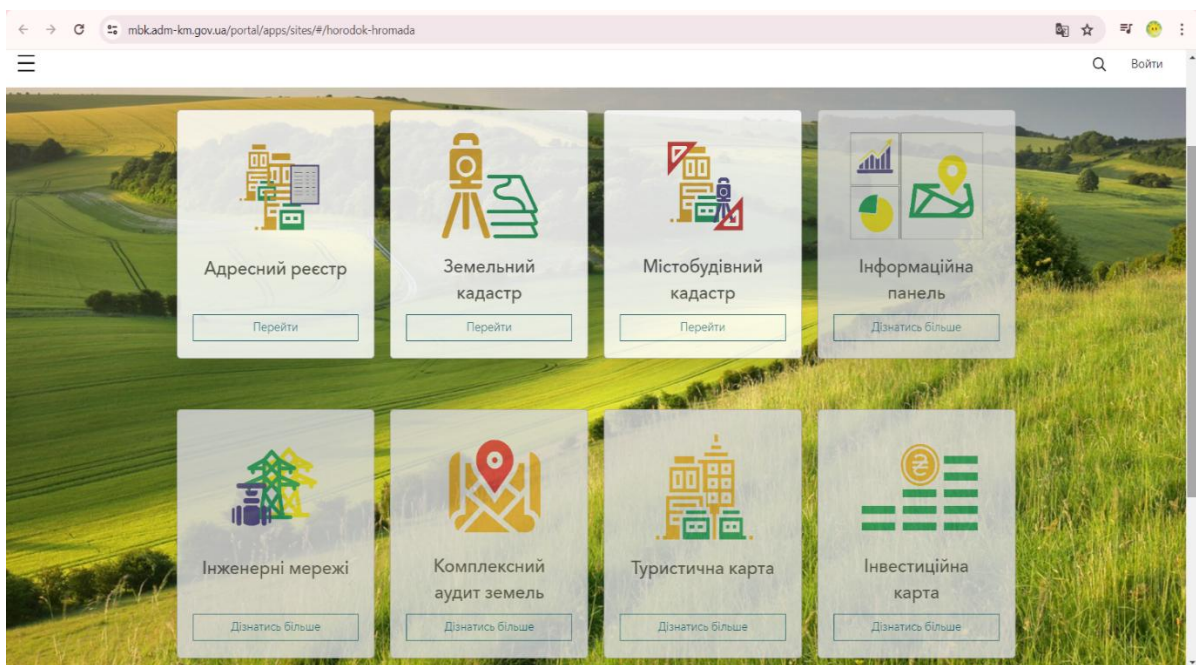 mbk.adm-km.gov.ua/portal/apps/sites/#/horodok-hromada
Войти
Адресний реєстр
Перейти
Земельний
кадастр
Перейти
Містобудівний
кадастр
Перейти
Інформаційна
панель
Дізнатись більше
Інженерні мережі
Дізнатись більше
Комплексний
аудит земель
Дізнатись більше
Туристична карта
Дізнатись більше
Інвестиційна
карта
Дізнатись більше